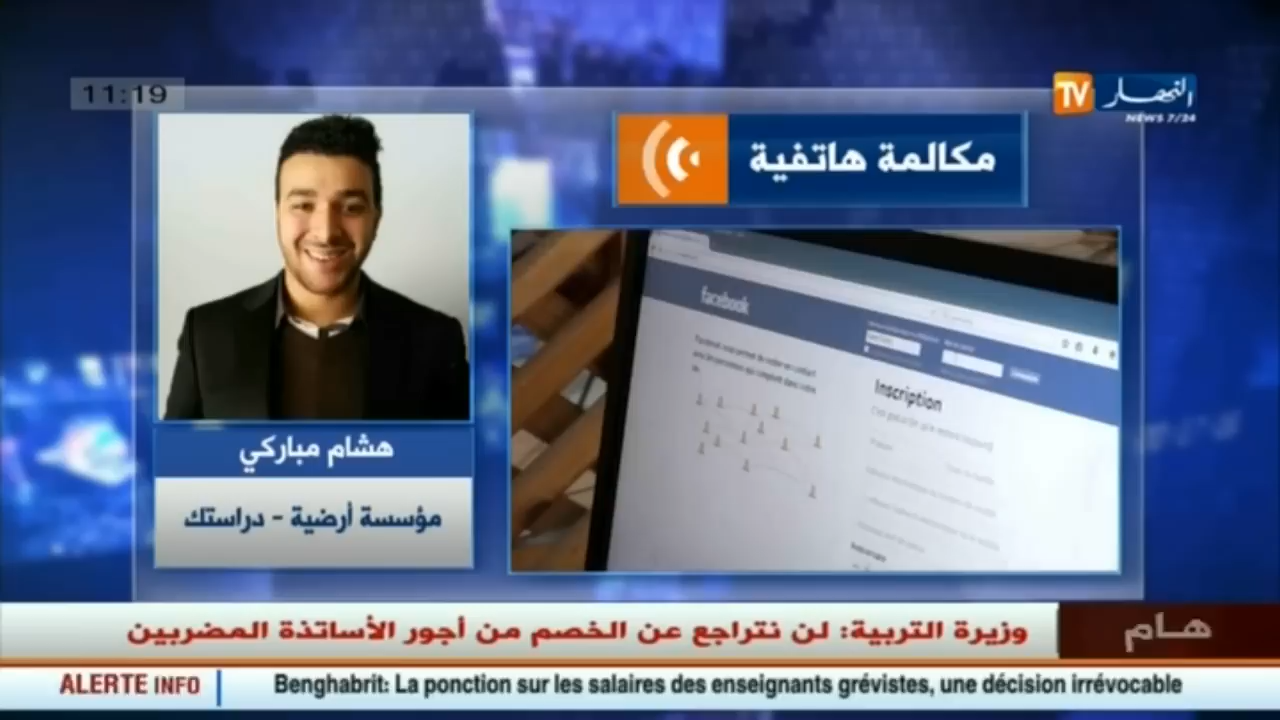 11:19
TV النهار
NEWS 7/24
مكالمة هاتفية
facebook
Inscription
هشام مباركي
مؤسسة أرضية - دراستك
هـام
وزيرة التربية: لن نتراجع عن الخصم من أجور الأساتذة المضربين
ALERTE INFO
Benghabrit: La ponction sur les salaires des enseignants grévistes, une décision irrévocable